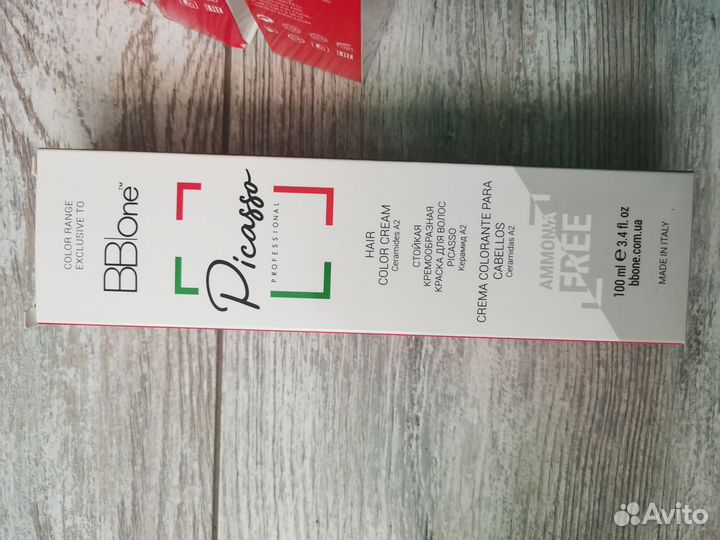 COLOR RANGE
EXCLUSIVE TO
BB|one™
Picasso
PROFESSIONAL
HAIR
COLOR CREAM
Ceramides A2
СТОЙКАЯ
КРЕМООБРАЗНАЯ
КРАСКА ДЛЯ ВОЛОС
PICASSO
Керамид А2
CREMA COLORANTE PARA
CABELLOS
Ceramidas A2
AMMONIA
FREE
100 ml ℮ 3.4 fl. oz
bbone.com.ua
MADE IN ITALY
Avito